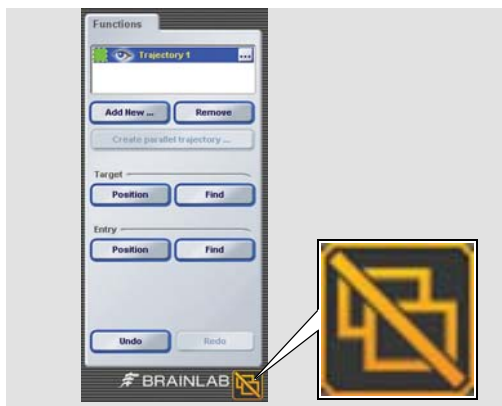 Functions
Trajectory 1 ...
Add New ... Remove
Create parallel trajectory ...
Target
Position Find
Entry
Position Find
Undo Redo
BRAINLAB